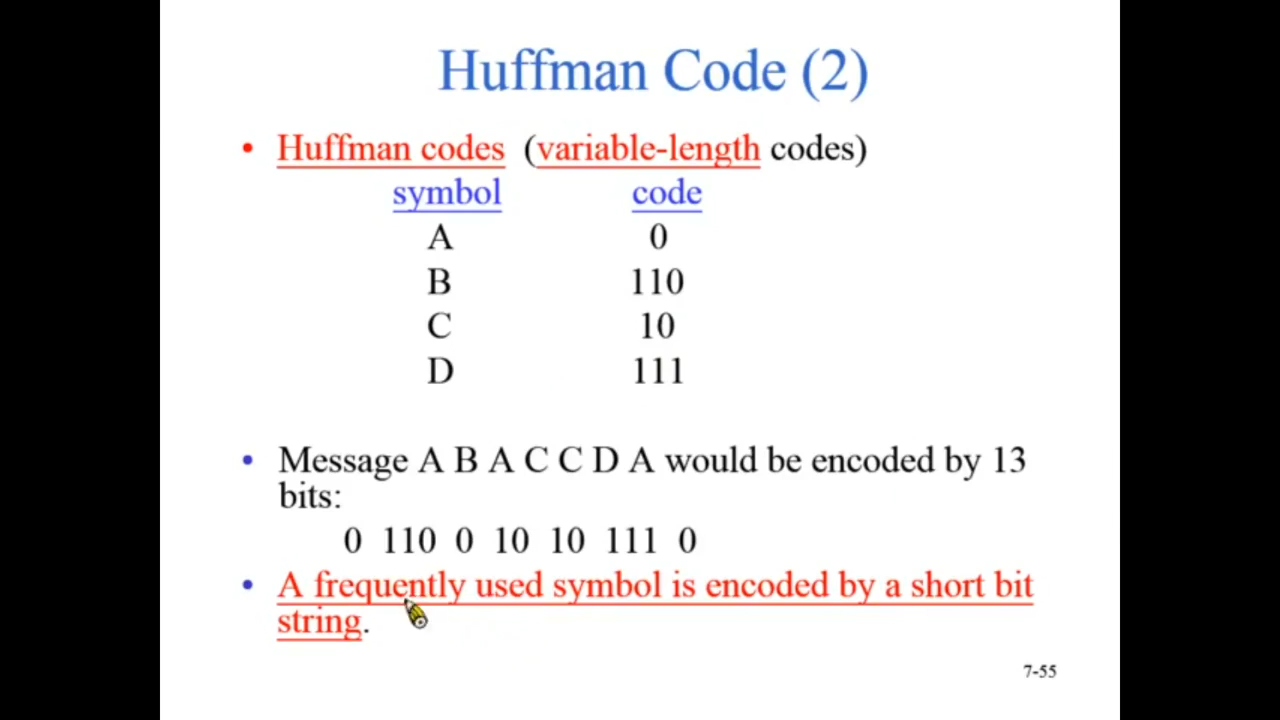 Huffman Code (2)
• Huffman codes (variable-length codes)
symbol code
A 0
B 110
C 10
D 111
• Message A B A C C D A would be encoded by 13
bits:
0 110 0 10 10 111 0
• A frequently used symbol is encoded by a short bit
string.
7-55